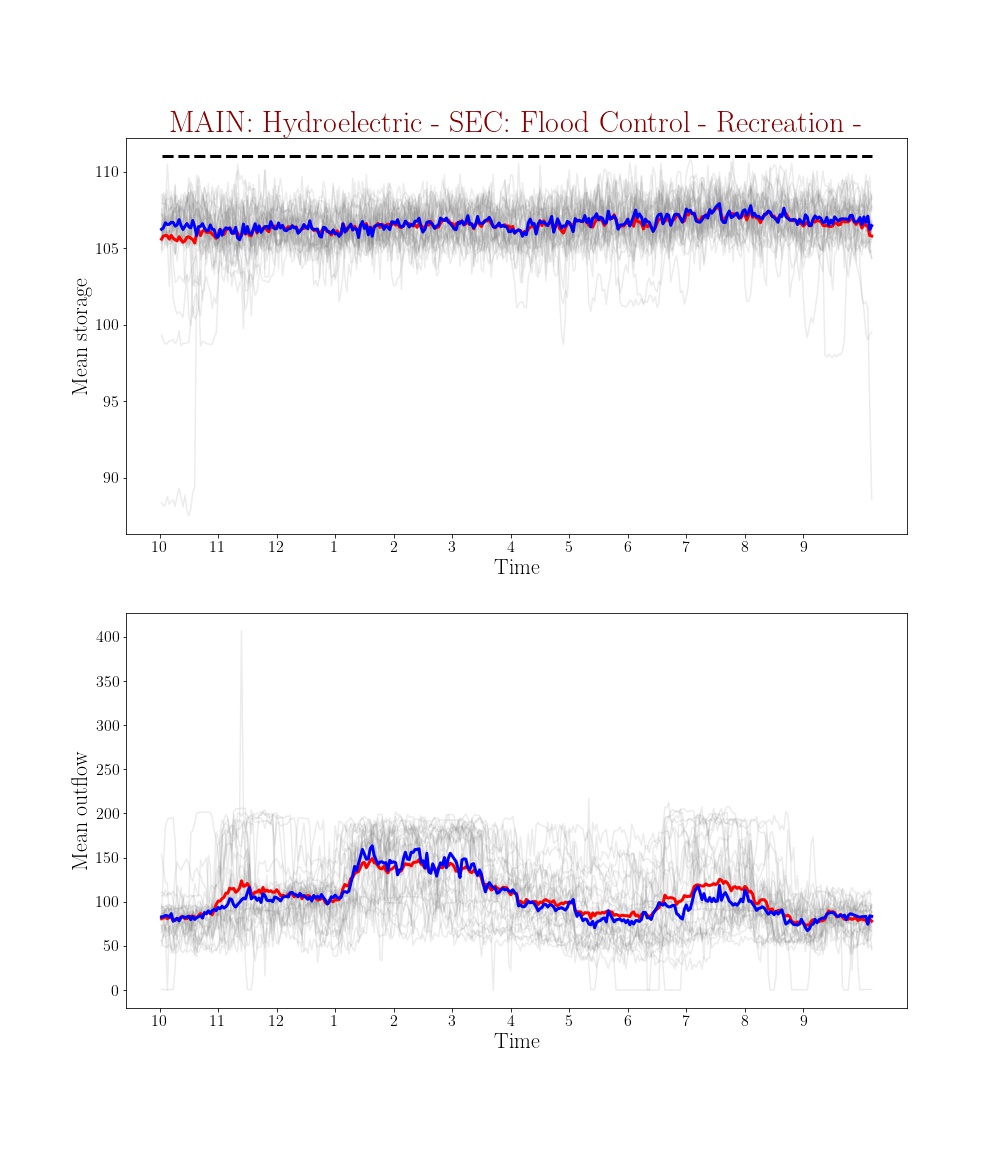 MAIN: Hydroelectric - SEC: Flood Control - Recreation -
110
105
100
95
90
Mean storage
10 11 12 1 2 3 4 5 6 7 8 9
Time
400
350
300
250
200
150
100
50
0
Mean outflow
10 11 12 1 2 3 4 5 6 7 8 9
Time